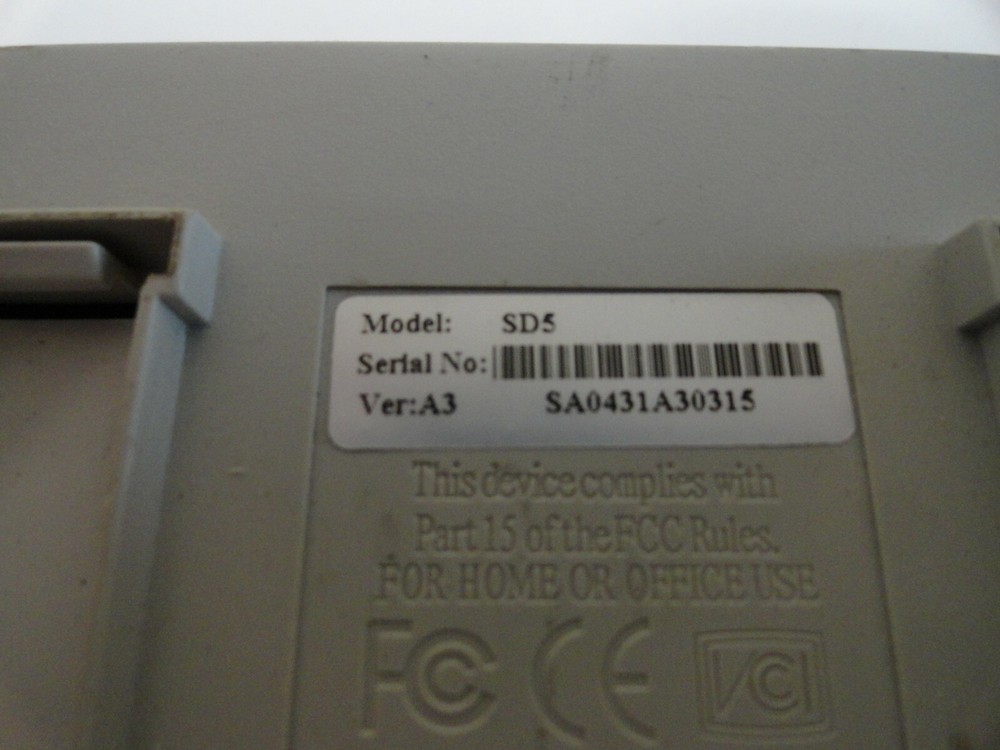 Model: SD5
Serial No:
Ver:A3 SA0431A30315
This device complies with
Part 15 of the FCC Rules.
FOR HOME OR OFFICE USE
FC CE VCI